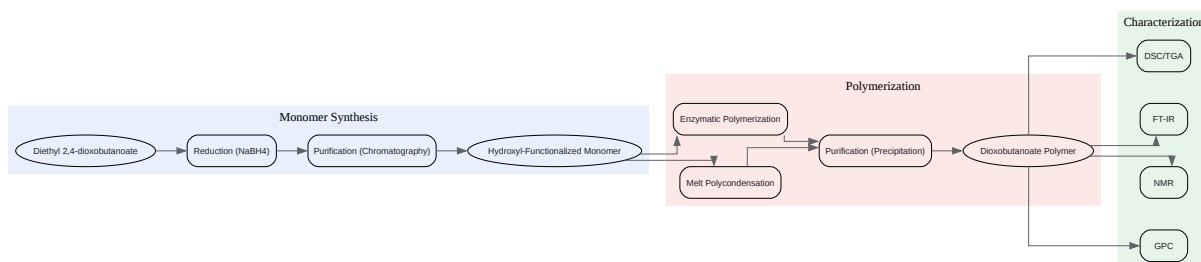 Characterization
DSC/TGA
Polymerization
Monomer Synthesis
Enzymatic Polymerization
FT-IR
Diethyl 2,4-dioxobutanoate
Reduction (NaBH4)
Purification (Chromatography)
Hydroxyl-Functionalized Monomer
Purification (Precipitation)
Dioxobutanoate Polymer
Melt Polycondensation
NMR
GPC